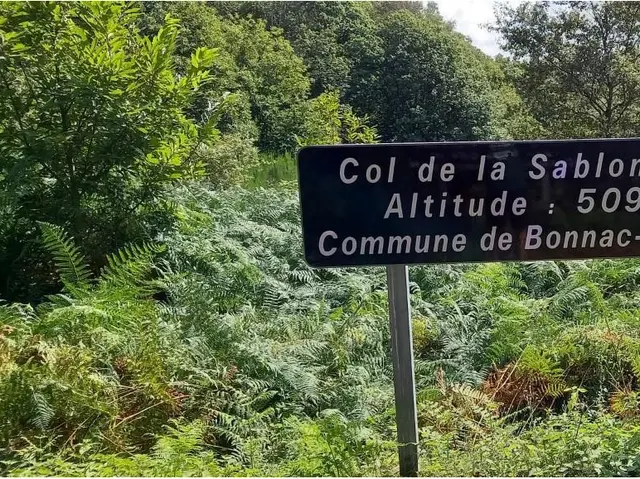 Col de la Sablon
Altitude : 509
Commune de Bonnac-